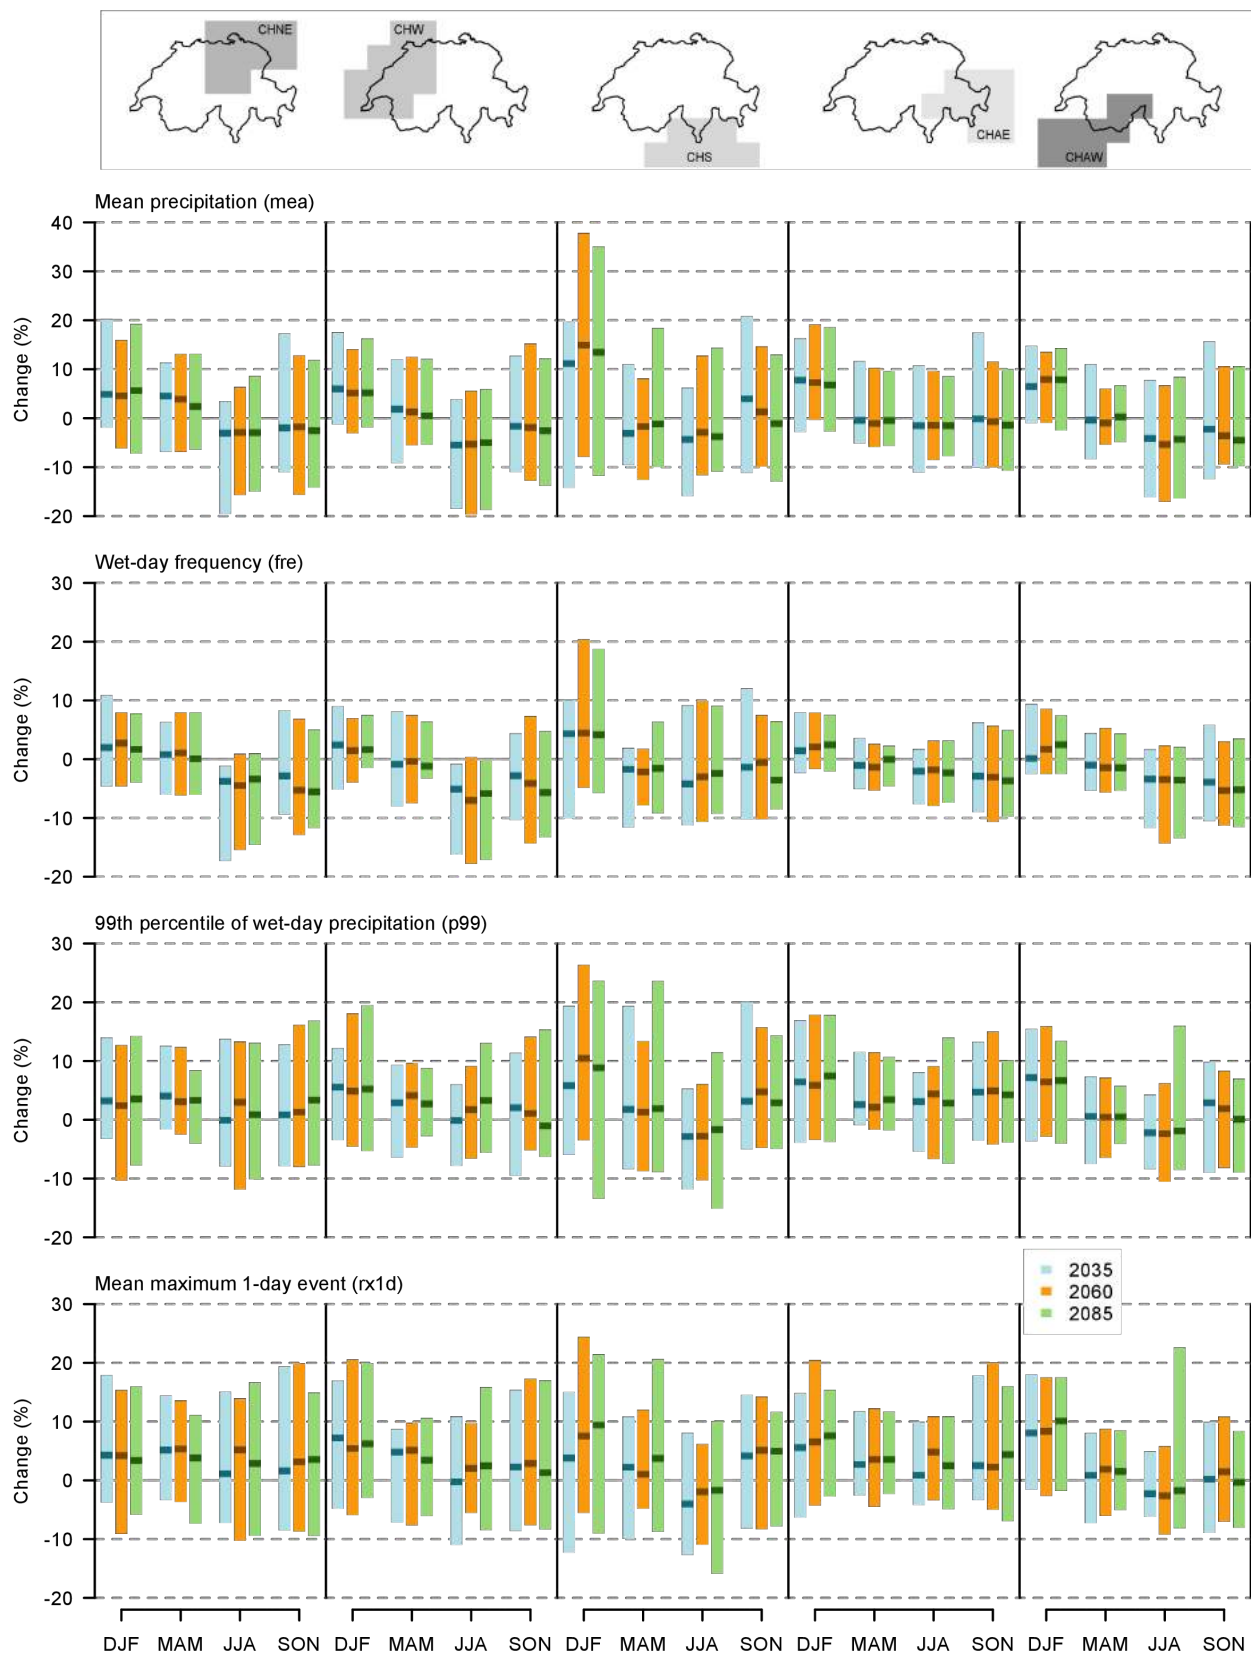 CHNE CHW CHS CHAE CHAW
Mean precipitation (mea)
Change (%)
40
30
20
10
0
-10
-20
Wet-day frequency (fre)
Change (%)
30
20
10
0
-10
-20
99th percentile of wet-day precipitation (p99)
Change (%)
30
20
10
0
-10
-20
2035
2060
2085
Mean maximum 1-day event (rx1d)
Change (%)
30
20
10
0
-10
-20
DJF MAM JJA SON DJF MAM JJA SON DJF MAM JJA SON DJF MAM JJA SON DJF MAM JJA SON